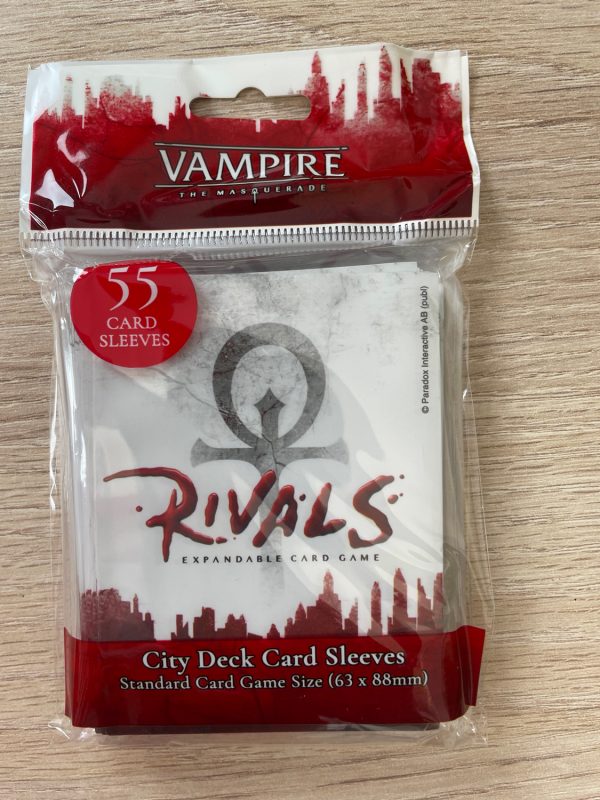 VAMPIRE
THE MASQUERADE
55
CARD
SLEEVES
© Paradox Interactive AB (publ)
RIVALS
EXPANDABLE CARD GAME
City Deck Card Sleeves
Standard Card Game Size (63 x 88mm)